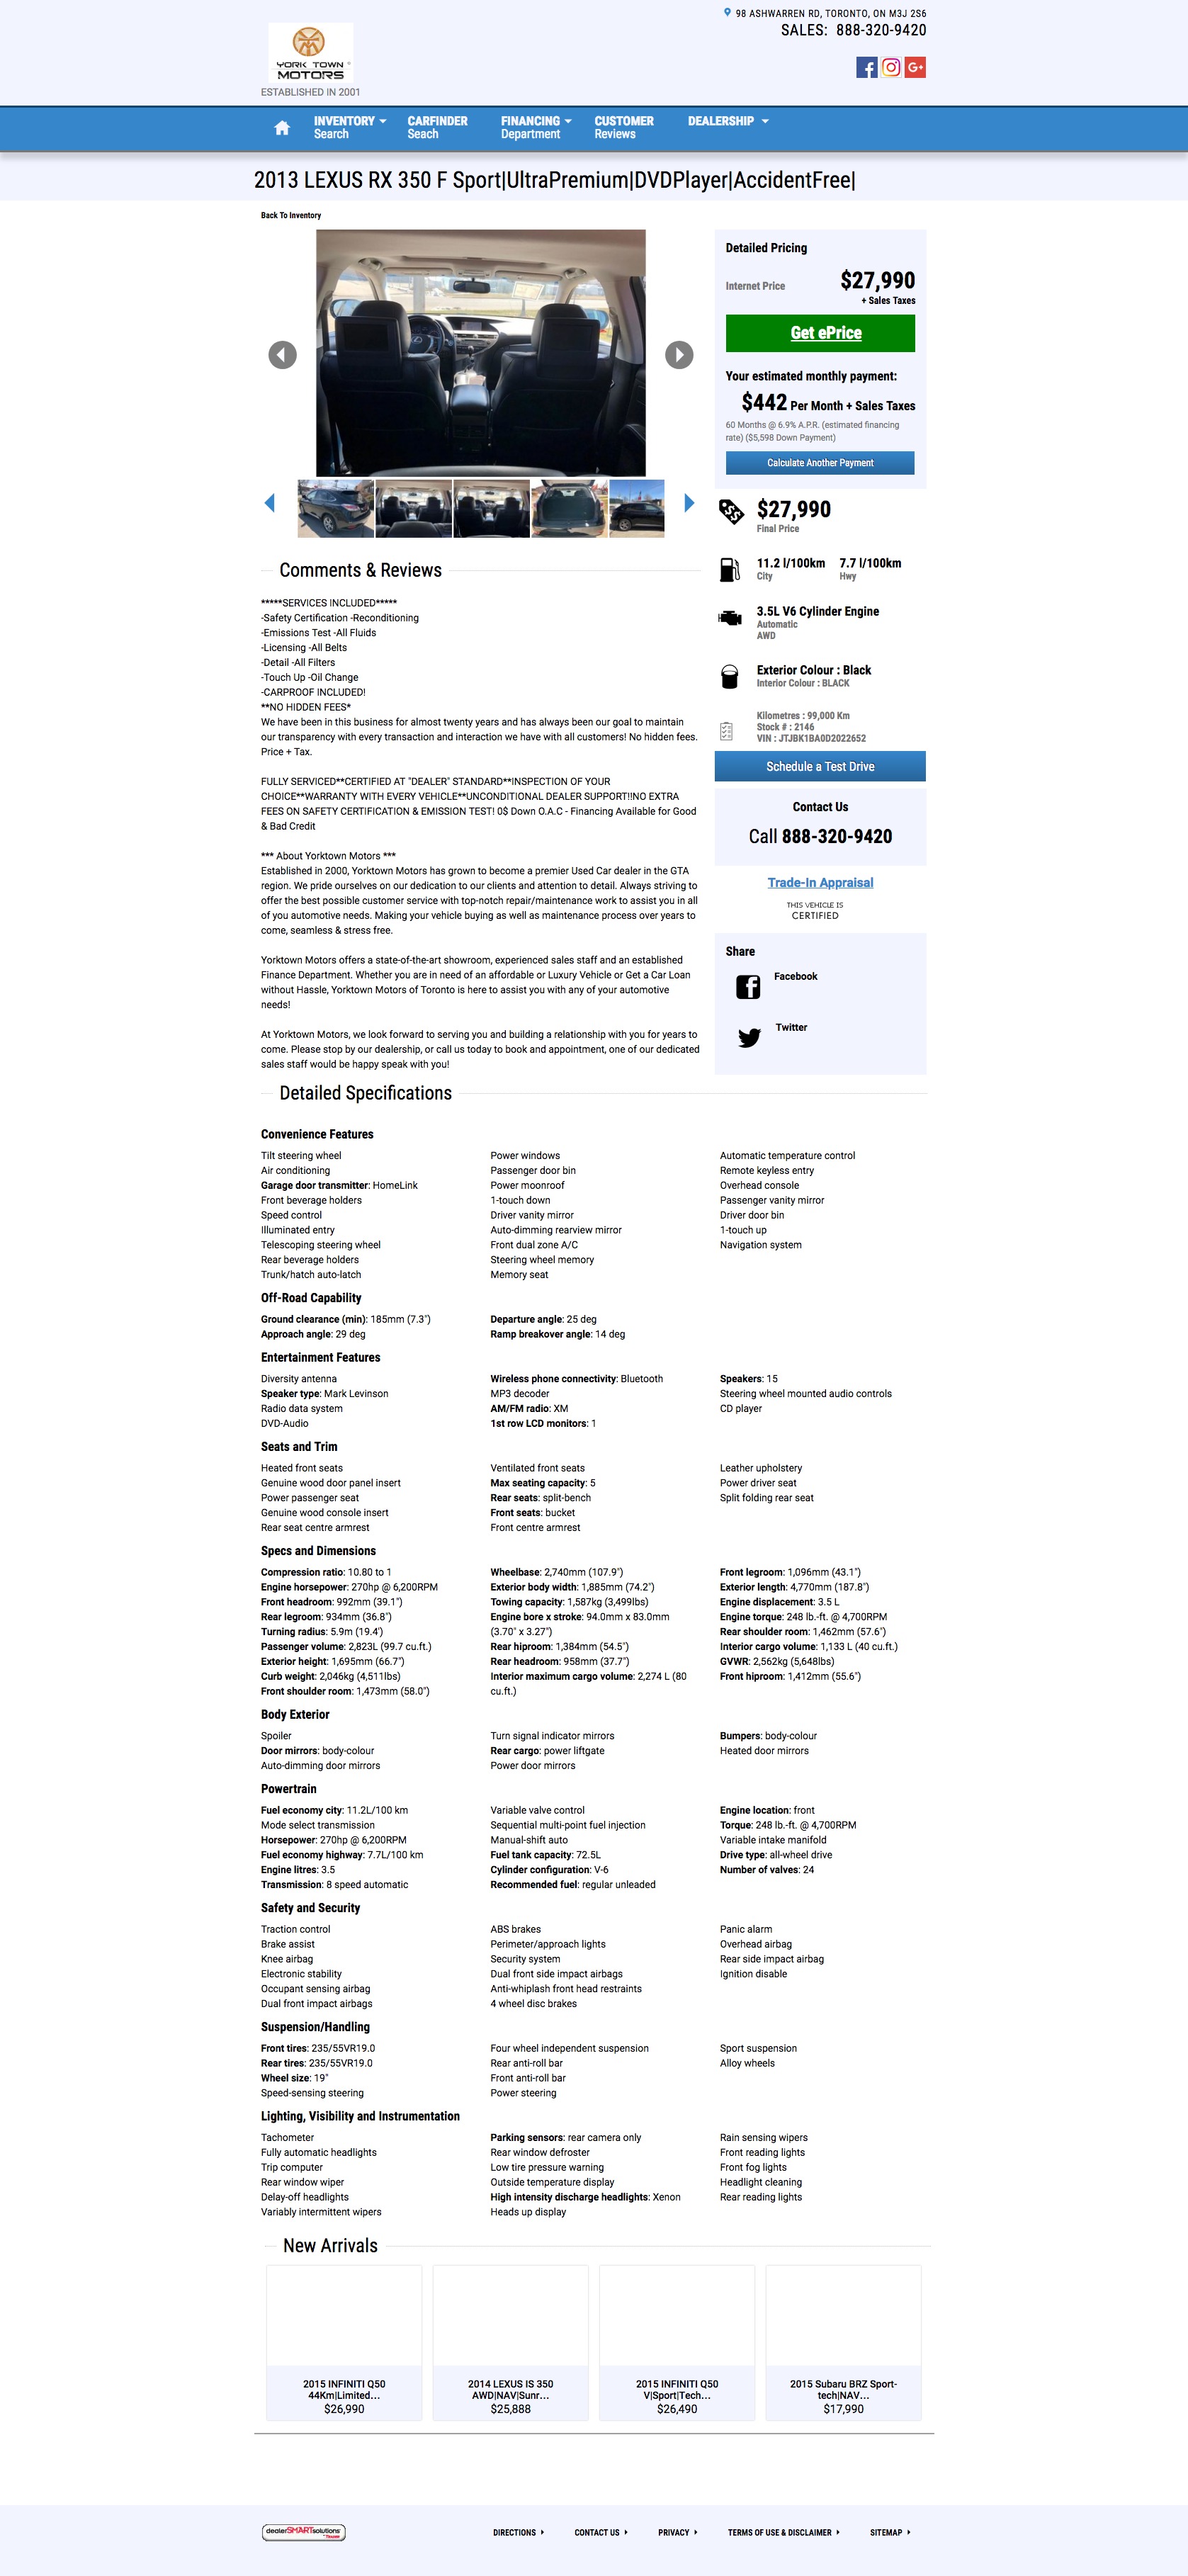 98 ASHWARREN RD, TORONTO, ON M3J 2S6
SALES: 888-320-9420
YORK TOWN
MOTORS
ESTABLISHED IN 2001
INVENTORY
Search
CARFINDER
Seach
FINANCING
Department
CUSTOMER
Reviews
DEALERSHIP
2013 LEXUS RX 350 F Sport|UltraPremium|DVDPlayer|AccidentFree|
Back To Inventory
Detailed Pricing
Internet Price
$27,990
+ Sales Taxes
Get ePrice
Your estimated monthly payment:
$442 Per Month + Sales Taxes
60 Months @ 6.9% A.P.R. (estimated financing
rate) ($5,598 Down Payment)
Calculate Another Payment
$27,990
Final Price
11.2 l/100km 7.7 l/100km
City Hwy
3.5L V6 Cylinder Engine
Automatic
AWD
Exterior Colour : Black
Interior Colour : BLACK
Kilometres : 99,000 Km
Stock # : 2146
VIN : JTJBK1BA0D2022652
Schedule a Test Drive
Contact Us
Call 888-320-9420
Trade-In Appraisal
THIS VEHICLE IS
CERTIFIED
Share
Facebook
Twitter
Comments & Reviews
*****SERVICES INCLUDED*****
-Safety Certification -Reconditioning
-Emissions Test -All Fluids
-Licensing -All Belts
-Detail -All Filters
-Touch Up -Oil Change
-CARPROOF INCLUDED!
**NO HIDDEN FEES*
We have been in this business for almost twenty years and has always been our goal to maintain
our transparency with every transaction and interaction we have with all customers! No hidden fees.
Price + Tax.
FULLY SERVICED**CERTIFIED AT "DEALER" STANDARD**INSPECTION OF YOUR
CHOICE**WARRANTY WITH EVERY VEHICLE**UNCONDITIONAL DEALER SUPPORT!!NO EXTRA
FEES ON SAFETY CERTIFICATION & EMISSION TEST! 0$ Down O.A.C - Financing Available for Good
& Bad Credit
*** About Yorktown Motors ***
Established in 2000, Yorktown Motors has grown to become a premier Used Car dealer in the GTA
region. We pride ourselves on our dedication to our clients and attention to detail. Always striving to
offer the best possible customer service with top-notch repair/maintenance work to assist you in all
of you automotive needs. Making your vehicle buying as well as maintenance process over years to
come, seamless & stress free.
Yorktown Motors offers a state-of-the-art showroom, experienced sales staff and an established
Finance Department. Whether you are in need of an affordable or Luxury Vehicle or Get a Car Loan
without Hassle, Yorktown Motors of Toronto is here to assist you with any of your automotive
needs!
At Yorktown Motors, we look forward to serving you and building a relationship with you for years to
come. Please stop by our dealership, or call us today to book and appointment, one of our dedicated
sales staff would be happy speak with you!
Detailed Specifications
Convenience Features
Tilt steering wheel Power windows Automatic temperature control
Air conditioning Passenger door bin Remote keyless entry
Garage door transmitter: HomeLink Power moonroof Overhead console
Front beverage holders 1-touch down Passenger vanity mirror
Speed control Driver vanity mirror Driver door bin
Illuminated entry Auto-dimming rearview mirror 1-touch up
Telescoping steering wheel Front dual zone A/C Navigation system
Rear beverage holders Steering wheel memory
Trunk/hatch auto-latch Memory seat
Off-Road Capability
Ground clearance (min): 185mm (7.3") Departure angle: 25 deg
Approach angle: 29 deg Ramp breakover angle: 14 deg
Entertainment Features
Diversity antenna Wireless phone connectivity: Bluetooth Speakers: 15
Speaker type: Mark Levinson MP3 decoder Steering wheel mounted audio controls
Radio data system AM/FM radio: XM CD player
DVD-Audio 1st row LCD monitors: 1
Seats and Trim
Heated front seats Ventilated front seats Leather upholstery
Genuine wood door panel insert Max seating capacity: 5 Power driver seat
Power passenger seat Rear seats: split-bench Split folding rear seat
Genuine wood console insert Front seats: bucket
Rear seat centre armrest Front centre armrest
Specs and Dimensions
Compression ratio: 10.80 to 1 Wheelbase: 2,740mm (107.9") Front legroom: 1,096mm (43.1")
Engine horsepower: 270hp @ 6,200RPM Exterior body width: 1,885mm (74.2") Exterior length: 4,770mm (187.8")
Front headroom: 992mm (39.1") Towing capacity: 1,587kg (3,499lbs) Engine displacement: 3.5 L
Rear legroom: 934mm (36.8") Engine bore x stroke: 94.0mm x 83.0mm Engine torque: 248 lb.-ft. @ 4,700RPM
Turning radius: 5.9m (19.4') (3.70" x 3.27") Rear shoulder room: 1,462mm (57.6")
Passenger volume: 2,823L (99.7 cu.ft.) Rear hiproom: 1,384mm (54.5") Interior cargo volume: 1,133 L (40 cu.ft.)
Exterior height: 1,695mm (66.7") Rear headroom: 958mm (37.7") GVWR: 2,562kg (5,648lbs)
Curb weight: 2,046kg (4,511lbs) Interior maximum cargo volume: 2,274 L (80 Front hiproom: 1,412mm (55.6")
Front shoulder room: 1,473mm (58.0") cu.ft.)
Body Exterior
Spoiler Turn signal indicator mirrors Bumpers: body-colour
Door mirrors: body-colour Rear cargo: power liftgate Heated door mirrors
Auto-dimming door mirrors Power door mirrors
Powertrain
Fuel economy city: 11.2L/100 km Variable valve control Engine location: front
Mode select transmission Sequential multi-point fuel injection Torque: 248 lb.-ft. @ 4,700RPM
Horsepower: 270hp @ 6,200RPM Manual-shift auto Variable intake manifold
Fuel economy highway: 7.7L/100 km Fuel tank capacity: 72.5L Drive type: all-wheel drive
Engine litres: 3.5 Cylinder configuration: V-6 Number of valves: 24
Transmission: 8 speed automatic Recommended fuel: regular unleaded
Safety and Security
Traction control ABS brakes Panic alarm
Brake assist Perimeter/approach lights Overhead airbag
Knee airbag Security system Rear side impact airbag
Electronic stability Dual front side impact airbags Ignition disable
Occupant sensing airbag Anti-whiplash front head restraints
Dual front impact airbags 4 wheel disc brakes
Suspension/Handling
Front tires: 235/55VR19.0 Four wheel independent suspension Sport suspension
Rear tires: 235/55VR19.0 Rear anti-roll bar Alloy wheels
Wheel size: 19" Front anti-roll bar
Speed-sensing steering Power steering
Lighting, Visibility and Instrumentation
Tachometer Parking sensors: rear camera only Rain sensing wipers
Fully automatic headlights Rear window defroster Front reading lights
Trip computer Low tire pressure warning Front fog lights
Rear window wiper Outside temperature display Headlight cleaning
Delay-off headlights High intensity discharge headlights: Xenon Rear reading lights
Variably intermittent wipers Heads up display
New Arrivals
2015 INFINITI Q50
44Km|Limited...
$26,990
2014 LEXUS IS 350
AWD|NAV|Sunr...
$25,888
2015 INFINITI Q50
V|Sport|Tech...
$26,490
2015 Subaru BRZ Sport-
tech|NAV...
$17,990
dealerSMARTsolutions
DIRECTIONS CONTACT US PRIVACY TERMS OF USE & DISCLAIMER SITEMAP